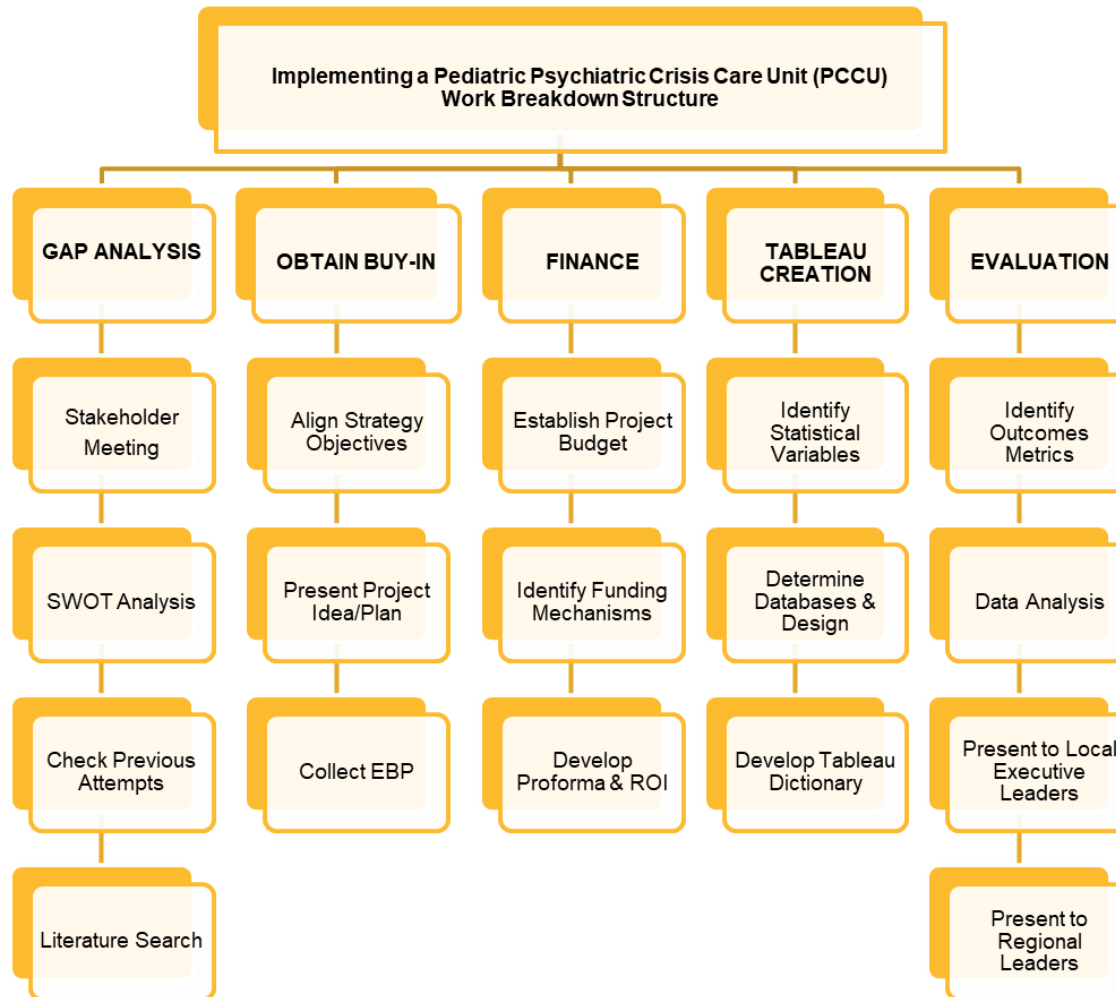 Implementing a Pediatric Psychiatric Crisis Care Unit (PCCU)
Work Breakdown Structure
GAP ANALYSIS
Stakeholder
Meeting
SWOT Analysis
Check Previous
Attempts
Literature Search
OBTAIN BUY-IN
Align Strategy
Objectives
Present Project
Idea/Plan
Collect EBP
FINANCE
Establish Project
Budget
Identify Funding
Mechanisms
Develop
Proforma & ROI
TABLEAU
CREATION
Identify
Statistical
Variables
Determine
Databases &
Design
Develop Tableau
Dictionary
EVALUATION
Identify
Outcomes
Metrics
Data Analysis
Present to Local
Executive
Leaders
Present to
Regional
Leaders